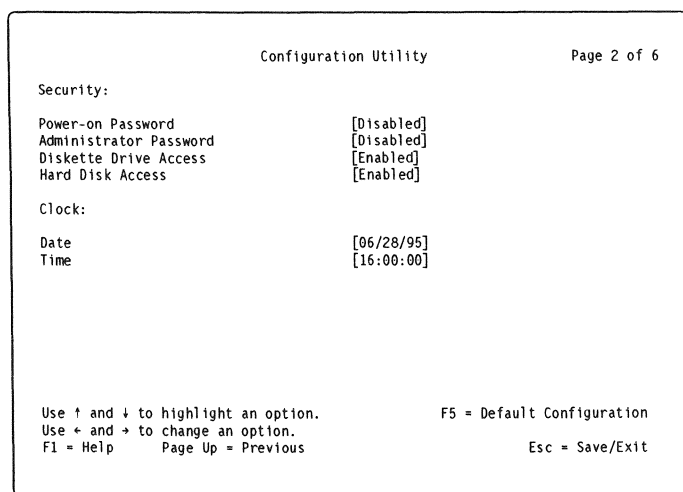 Configuration Utility Page 2 of 6
Security:
Power-on Password [Disabled]
Administrator Password [Disabled]
Diskette Drive Access [Enabled]
Hard Disk Access [Enabled]
Clock:
Date [06/28/95]
Time [16:00:00]
Use ↑ and ↓ to highlight an option. F5 = Default Configuration
Use ← and → to change an option.
F1 = Help Page Up = Previous Esc = Save/Exit